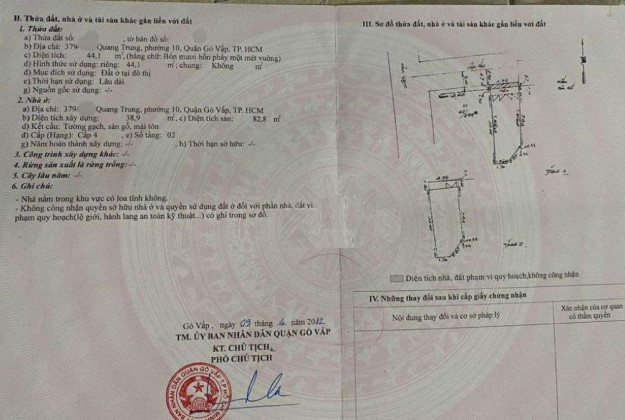 II. Thửa đất, nhà ở và tài sản khác gắn liền với đất
1. Thửa đất:
a) Thửa đất số: , tờ bản đồ số:
b) Địa chỉ: 379 Quang Trung, phường 10, Quận Gò Vấp, TP. HCM
c) Diện tích: 44,1 m², (bằng chữ: Bốn mươi bốn phẩy một mét vuông)
d) Hình thức sử dụng: riêng: 44,1 m²; chung: Không m²
đ) Mục đích sử dụng: Đất ở tại đô thị
e) Thời hạn sử dụng: Lâu dài
g) Nguồn gốc sử dụng: -/-
2. Nhà ở:
a) Địa chỉ: 379/ Quang Trung, phường 10, Quận Gò Vấp, TP. HCM
b) Diện tích xây dựng: 38,9 m², c) Diện tích sàn: 82,8 m²
d) Kết cấu: Tường gạch, sàn gỗ, mái tôn
đ) Cấp (Hạng): Cấp 4 , e) Số tầng: 02
g) Năm hoàn thành xây dựng: -/- , h) Thời hạn sở hữu: -/-
3. Công trình xây dựng khác: -/-
4. Rừng sản xuất là rừng trồng: -/-
5. Cây lâu năm: -/-
6. Ghi chú:
- Nhà nằm trong khu vực có loa tĩnh không.
- Không công nhận quyền sở hữu nhà ở và quyền sử dụng đất ở đối với phần nhà, đất vi
phạm quy hoạch(lộ giới, hành lang an toàn kỹ thuật...) có ghi trong sơ đồ.
Gò Vấp, ngày 09 tháng 4 năm 2012
TM. ỦY BAN NHÂN DÂN QUẬN GÒ VẤP
KT. CHỦ TỊCH
PHÓ CHỦ TỊCH
III. Sơ đồ thửa đất, nhà ở và tài sản khác gắn liền với đất
Diện tích nhà, đất phạm vi quy hoạch,không công nhận
IV. Những thay đổi sau khi cấp giấy chứng nhận
Nội dung thay đổi và cơ sở pháp lý
Xác nhận của cơ quan
có thẩm quyền